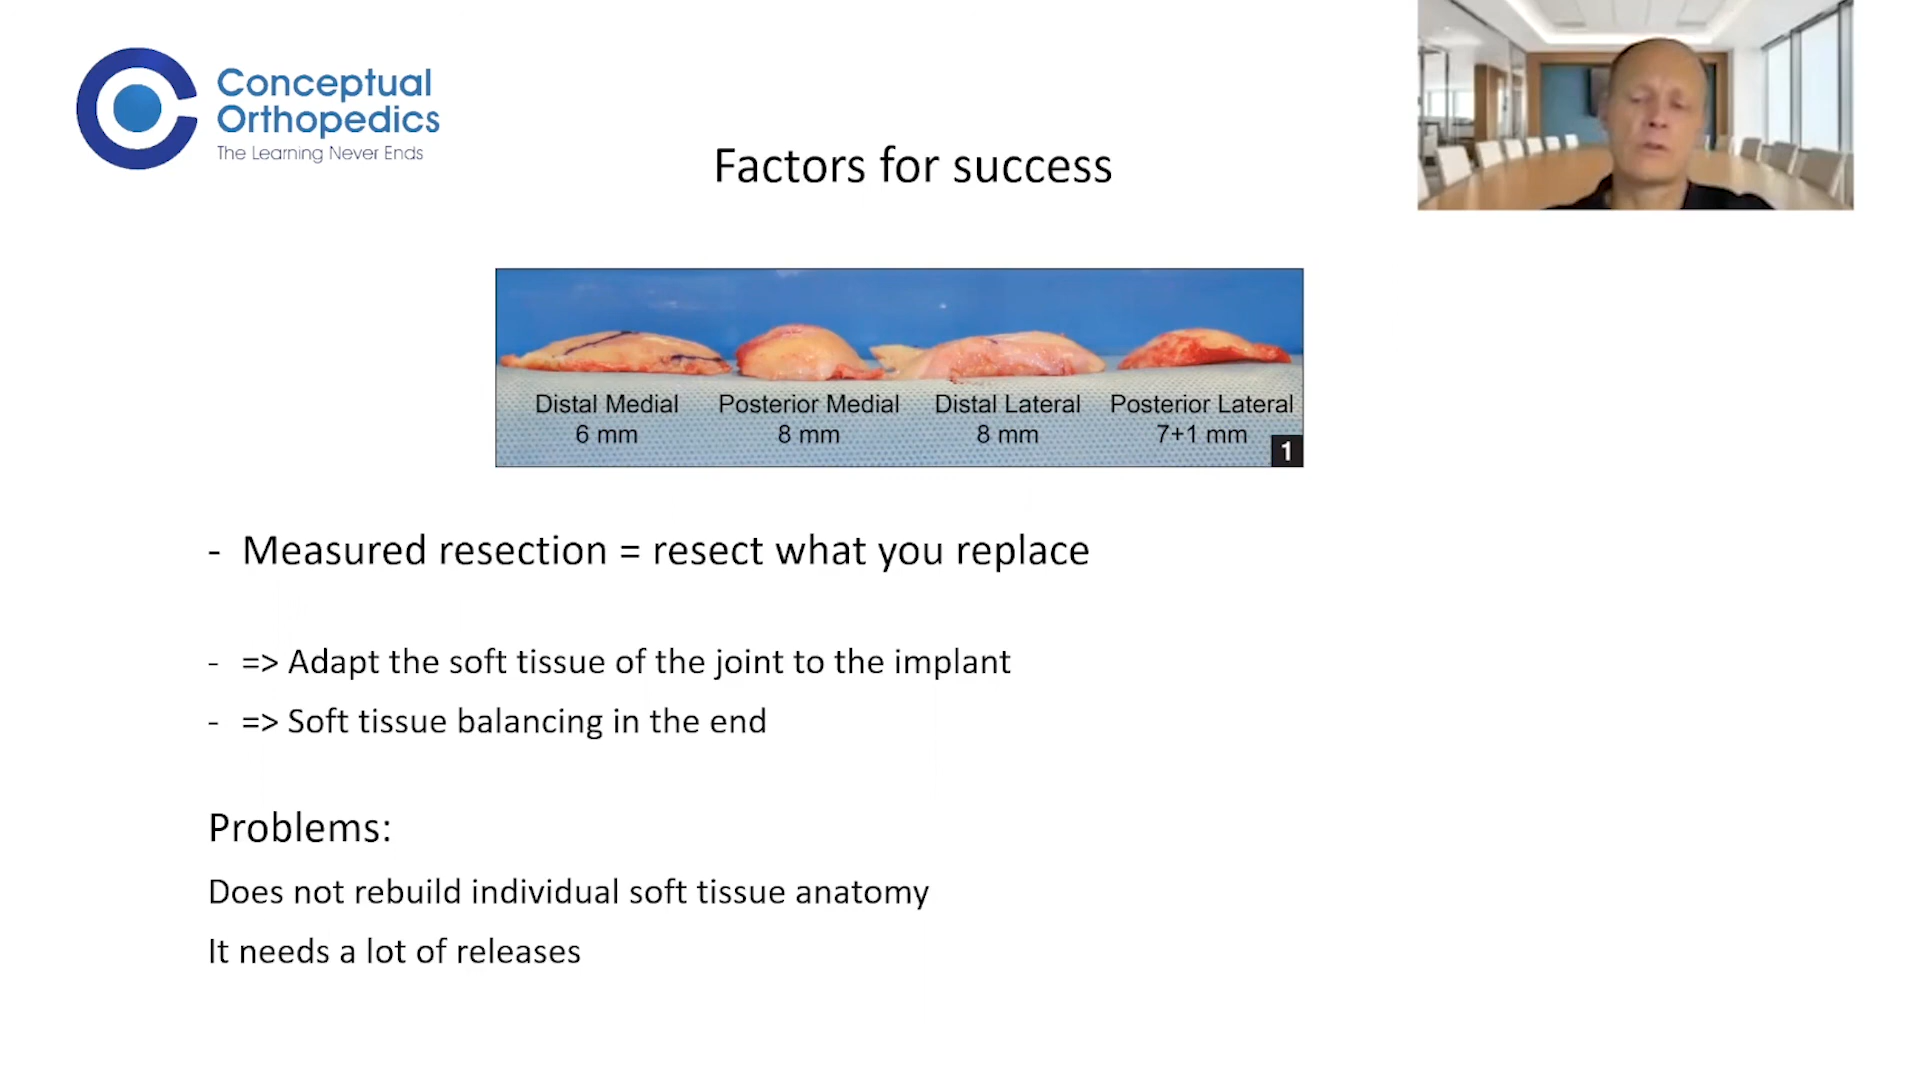 Conceptual
Orthopedics
The Learning Never Ends
Factors for success
Distal Medial Posterior Medial Distal Lateral Posterior Lateral
6 mm 8 mm 8 mm 7+1 mm
1
- Measured resection = resect what you replace
- => Adapt the soft tissue of the joint to the implant
- => Soft tissue balancing in the end
Problems:
Does not rebuild individual soft tissue anatomy
It needs a lot of releases